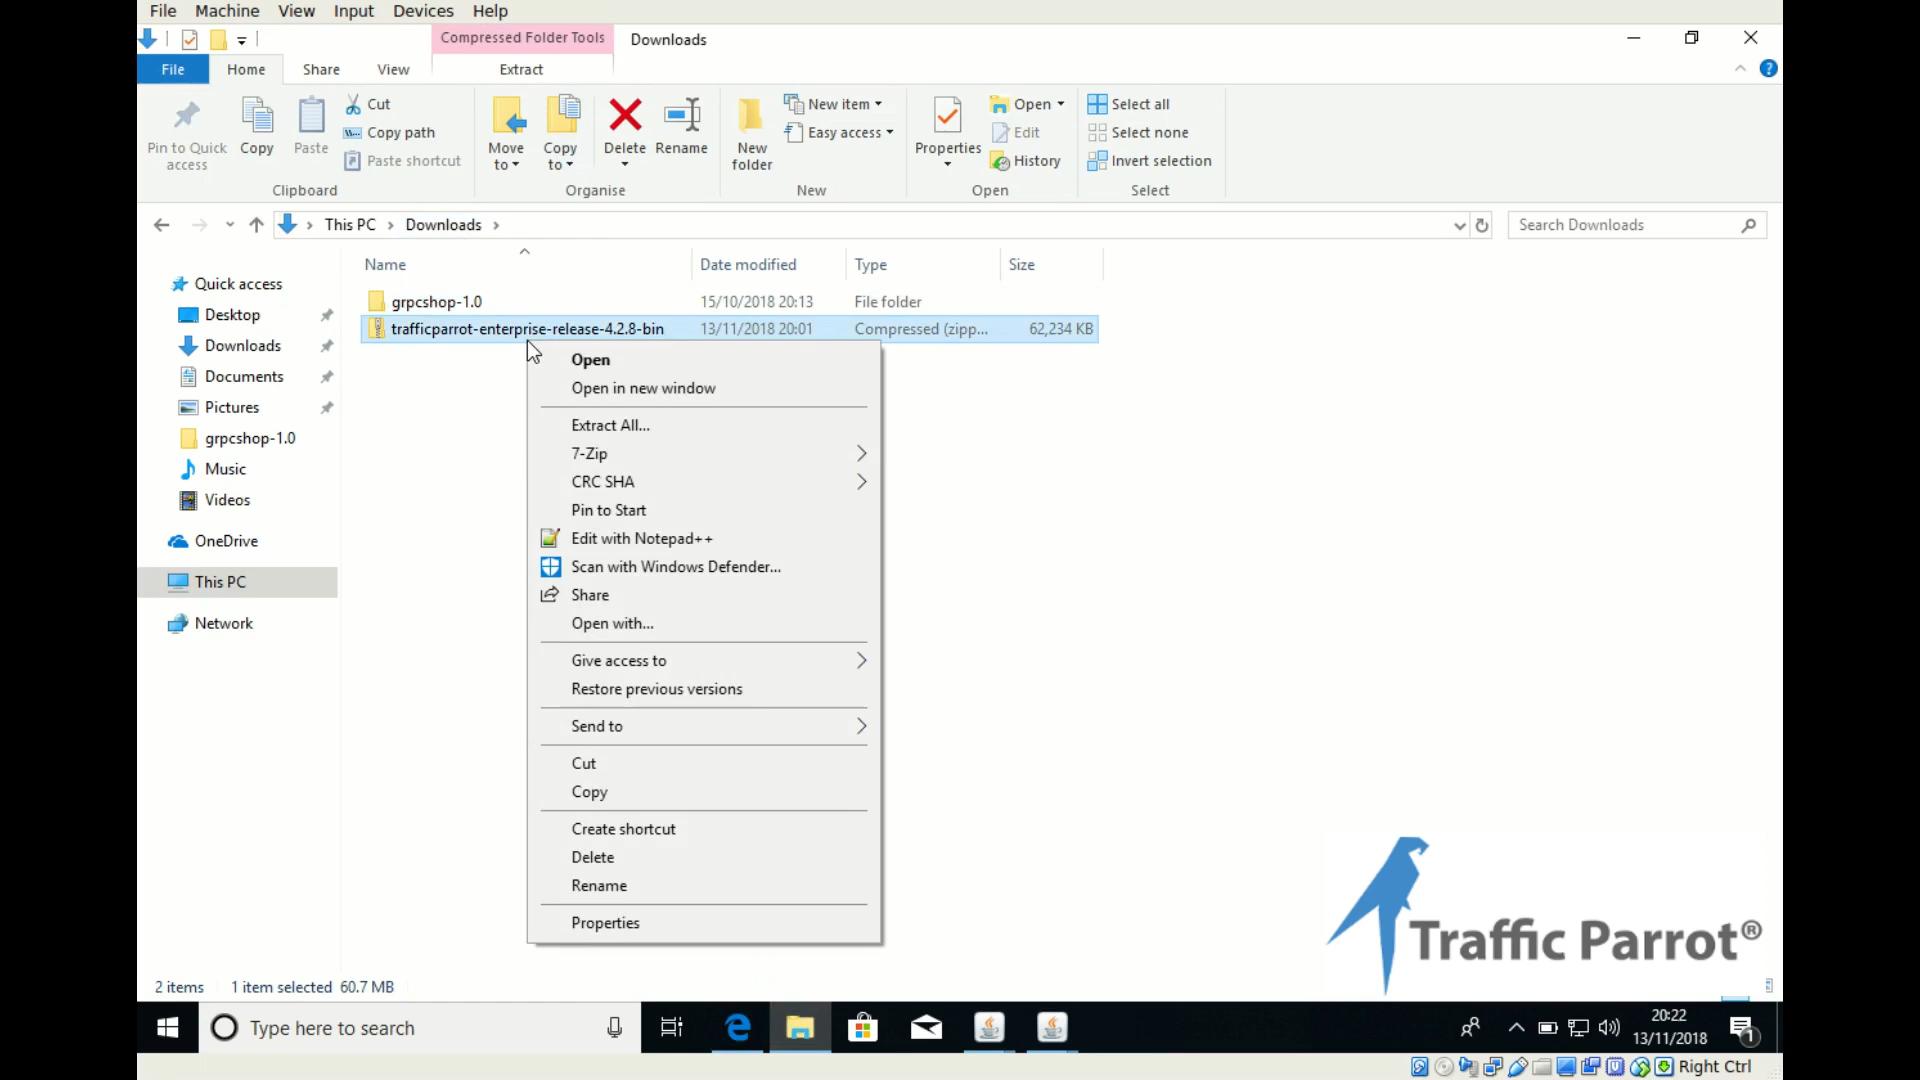 File Machine View Input Devices Help
Compressed Folder Tools Downloads
File Home Share View Extract
Pin to Quick access
Copy
Paste
Cut
Copy path
Paste shortcut
Clipboard
Move to
Copy to
Delete
Rename
Organise
New folder
New item
Easy access
New
Properties
Open
Edit
History
Open
Select all
Select none
Invert selection
Select
This PC Downloads
Search Downloads
Name Date modified Type Size
grpcshop-1.0 15/10/2018 20:13 File folder
trafficparrot-enterprise-release-4.2.8-bin 13/11/2018 20:01 Compressed (zipp... 62,234 KB
Quick access
Desktop
Downloads
Documents
Pictures
grpcshop-1.0
Music
Videos
OneDrive
This PC
Network
Open
Open in new window
Extract All...
7-Zip
CRC SHA
Pin to Start
Edit with Notepad++
Scan with Windows Defender...
Share
Open with...
Give access to
Restore previous versions
Send to
Cut
Copy
Create shortcut
Delete
Rename
Properties
Traffic Parrot®
2 items 1 item selected 60.7 MB
Type here to search
20:22
13/11/2018
1
Right Ctrl